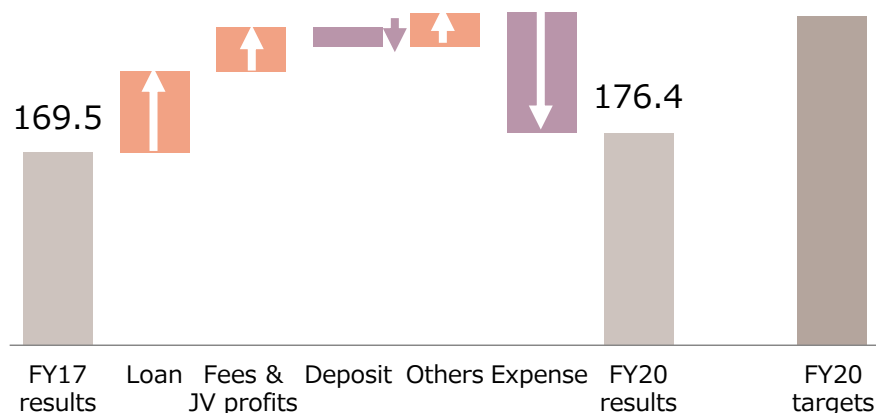 169.5
176.4
FY17
results
Loan
Fees &
JV profits
Deposit
Others
Expense
FY20
results
FY20
targets